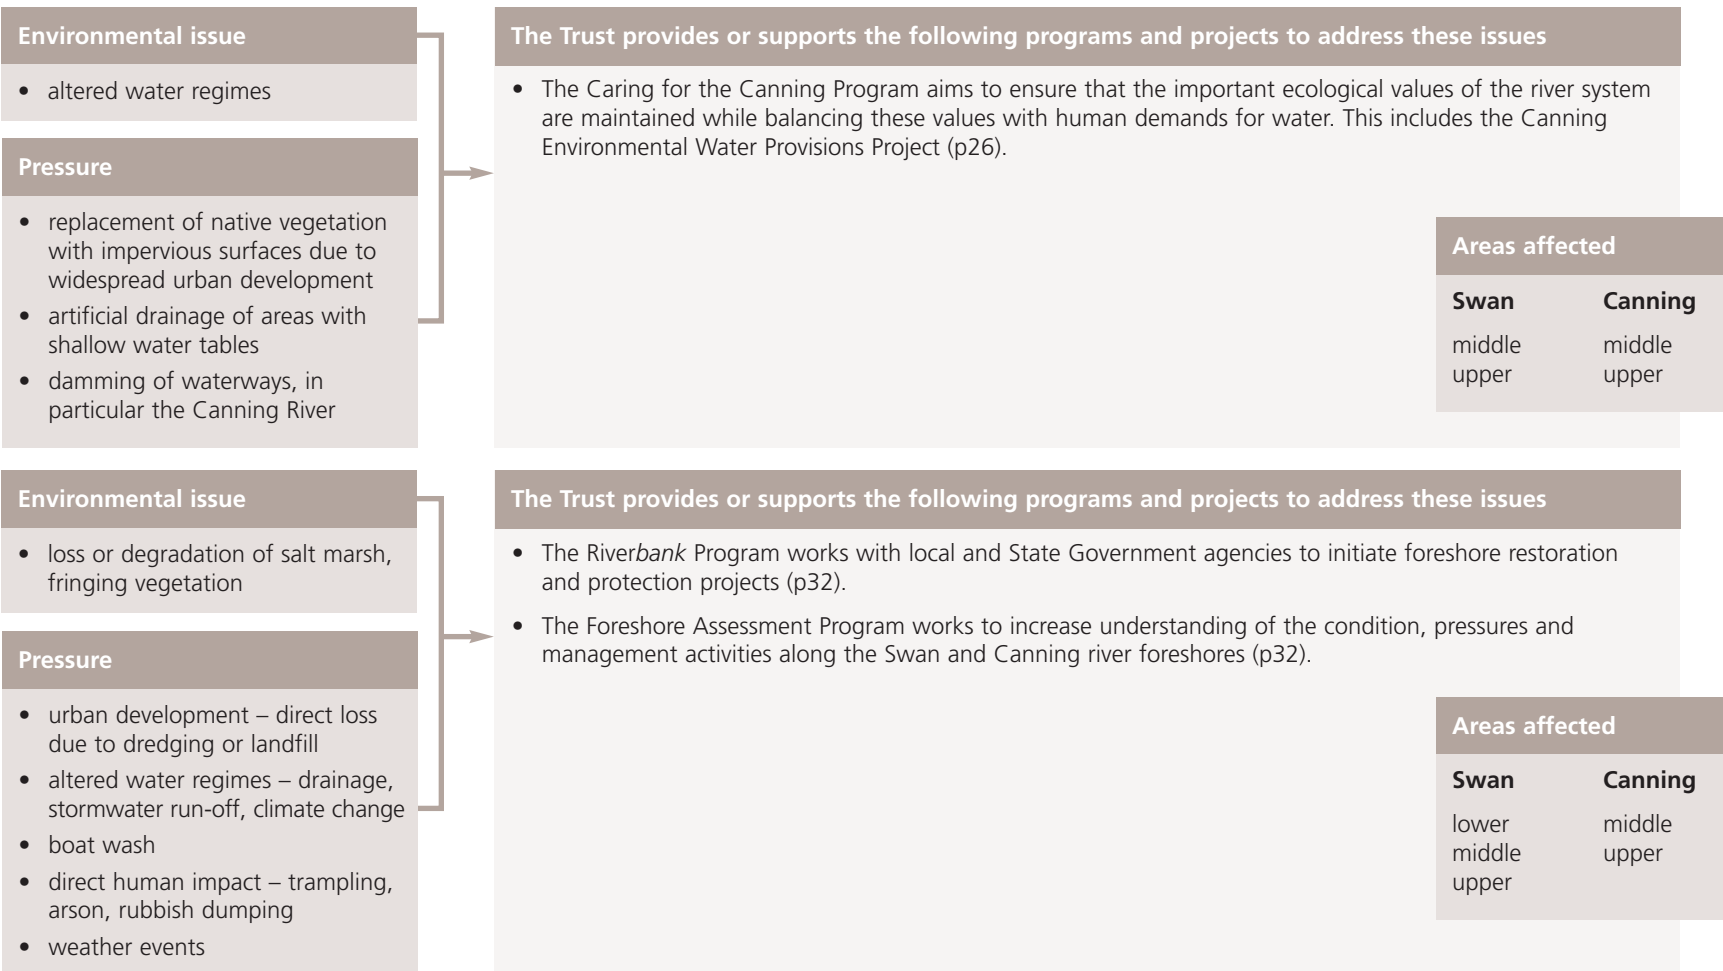 Environmental issue
• altered water regimes
Pressure
• replacement of native vegetation
with impervious surfaces due to
widespread urban development
• artificial drainage of areas with
shallow water tables
• damming of waterways, in
particular the Canning River
The Trust provides or supports the following programs and projects to address these issues
• The Caring for the Canning Program aims to ensure that the important ecological values of the river system
are maintained while balancing these values with human demands for water. This includes the Canning
Environmental Water Provisions Project (p26).
Areas affected
Swan Canning
middle middle
upper upper
Environmental issue
• loss or degradation of salt marsh,
fringing vegetation
Pressure
• urban development – direct loss
due to dredging or landfill
• altered water regimes – drainage,
stormwater run-off, climate change
• boat wash
• direct human impact – trampling,
arson, rubbish dumping
• weather events
The Trust provides or supports the following programs and projects to address these issues
• The Riverbank Program works with local and State Government agencies to initiate foreshore restoration
and protection projects (p32).
• The Foreshore Assessment Program works to increase understanding of the condition, pressures and
management activities along the Swan and Canning river foreshores (p32).
Areas affected
Swan Canning
lower middle
middle upper
upper